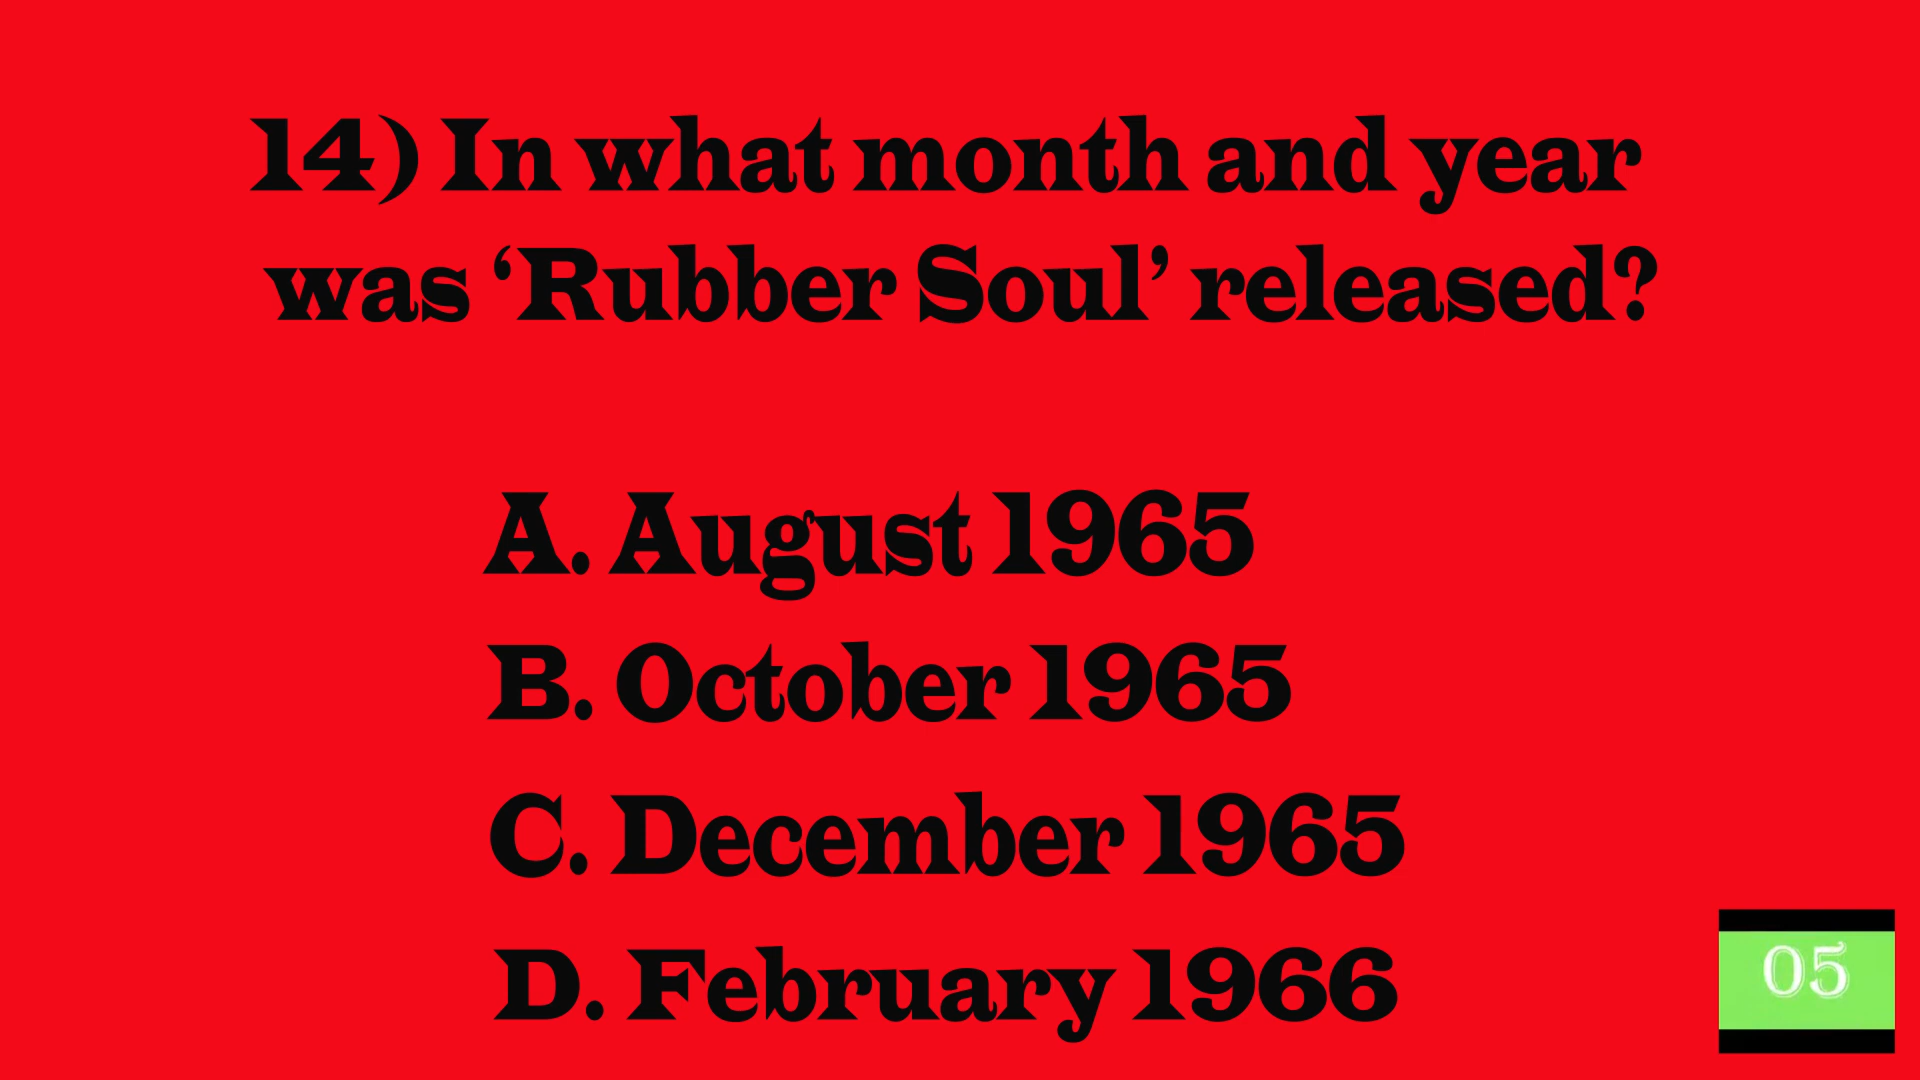 14) In what month and year
was ‘Rubber Soul’ released?
A. August 1965
B. October 1965
C. December 1965
D. February 1966
05